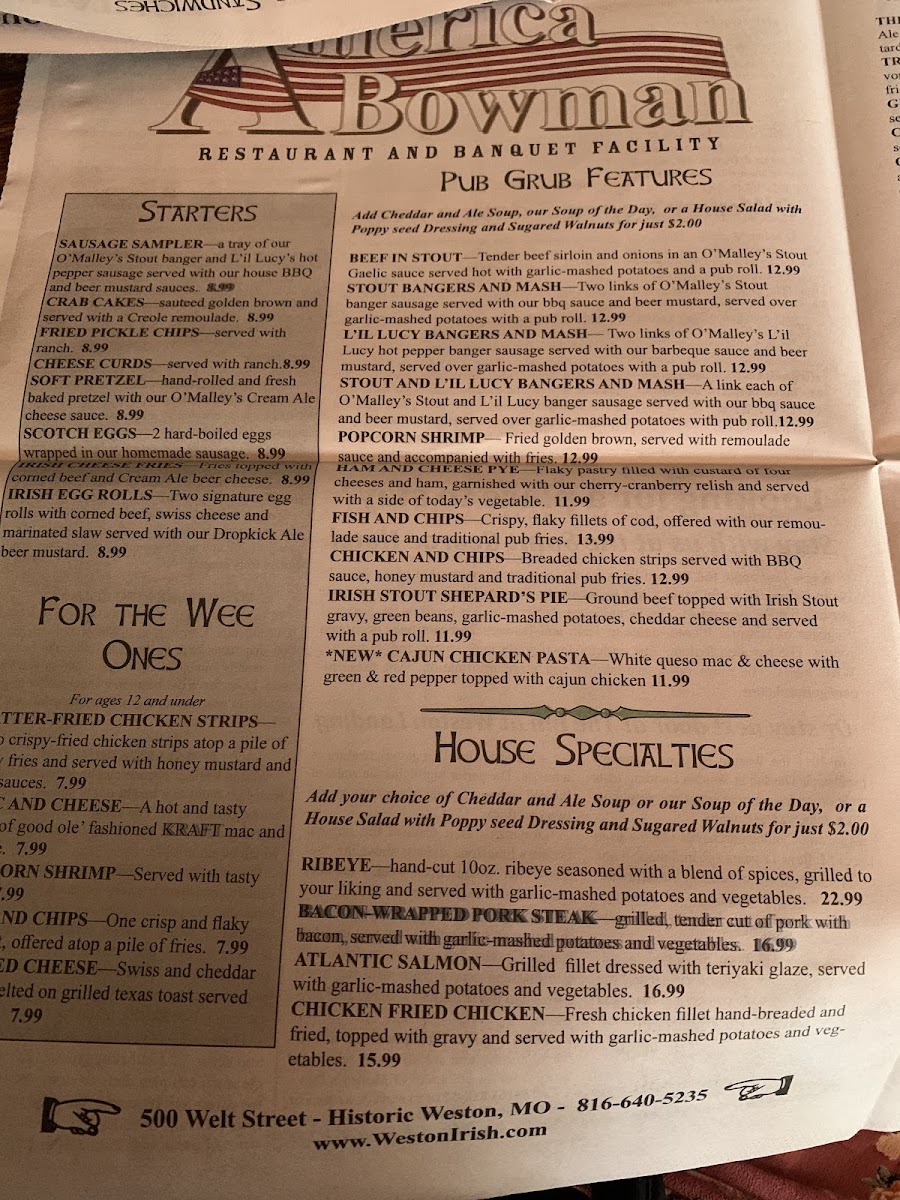 SANDWICHES
America
Bowman
RESTAURANT AND BANQUET FACILITY
STARTERS
SAUSAGE SAMPLER—a tray of our
O'Malley's Stout banger and L'il Lucy's hot
pepper sausage served with our house BBQ
and beer mustard sauces. 8.99
CRAB CAKES—sauteed golden brown and
served with a Creole remoulade. 8.99
FRIED PICKLE CHIPS—served with
ranch. 8.99
CHEESE CURDS—served with ranch.8.99
SOFT PRETZEL—hand-rolled and fresh
baked pretzel with our O'Malley's Cream Ale
cheese sauce. 8.99
SCOTCH EGGS—2 hard-boiled eggs
wrapped in our homemade sausage. 8.99
IRISH CHEESE FRIES—Fries topped with
corned beef and Cream Ale beer cheese. 8.99
IRISH EGG ROLLS—Two signature egg
rolls with corned beef, swiss cheese and
marinated slaw served with our Dropkick Ale
beer mustard. 8.99
FOR THE WEE
ONES
For ages 12 and under
TTER-FRIED CHICKEN STRIPS—
crispy-fried chicken strips atop a pile of
fries and served with honey mustard and
sauces. 7.99
AND CHEESE—A hot and tasty
of good ole' fashioned KRAFT mac and
7.99
ORN SHRIMP—Served with tasty
.99
ND CHIPS—One crisp and flaky
, offered atop a pile of fries. 7.99
ED CHEESE—Swiss and cheddar
elted on grilled texas toast served
7.99
PUB GRUB FEATURES
Add Cheddar and Ale Soup, our Soup of the Day, or a House Salad with
Poppy seed Dressing and Sugared Walnuts for just $2.00
BEEF IN STOUT—Tender beef sirloin and onions in an O'Malley's Stout
Gaelic sauce served hot with garlic-mashed potatoes and a pub roll. 12.99
STOUT BANGERS AND MASH—Two links of O'Malley's Stout
banger sausage served with our bbq sauce and beer mustard, served over
garlic-mashed potatoes with a pub roll. 12.99
L'IL LUCY BANGERS AND MASH— Two links of O'Malley's L'il
Lucy hot pepper banger sausage served with our barbeque sauce and beer
mustard, served over garlic-mashed potatoes with a pub roll. 12.99
STOUT AND L'IL LUCY BANGERS AND MASH—A link each of
O'Malley's Stout and L'il Lucy banger sausage served with our bbq sauce
and beer mustard, served over garlic-mashed potatoes with pub roll.12.99
POPCORN SHRIMP— Fried golden brown, served with remoulade
sauce and accompanied with fries. 12.99
HAM AND CHEESE PYE—Flaky pastry filled with custard of four
cheeses and ham, garnished with our cherry-cranberry relish and served
with a side of today's vegetable. 11.99
FISH AND CHIPS—Crispy, flaky fillets of cod, offered with our remou-
lade sauce and traditional pub fries. 13.99
CHICKEN AND CHIPS—Breaded chicken strips served with BBQ
sauce, honey mustard and traditional pub fries. 12.99
IRISH STOUT SHEPARD'S PIE—Ground beef topped with Irish Stout
gravy, green beans, garlic-mashed potatoes, cheddar cheese and served
with a pub roll. 11.99
*NEW* CAJUN CHICKEN PASTA—White queso mac & cheese with
green & red pepper topped with cajun chicken 11.99
HOUSE SPECIALTIES
Add your choice of Cheddar and Ale Soup or our Soup of the Day, or a
House Salad with Poppy seed Dressing and Sugared Walnuts for just $2.00
RIBEYE—hand-cut 10oz. ribeye seasoned with a blend of spices, grilled to
your liking and served with garlic-mashed potatoes and vegetables. 22.99
BACON-WRAPPED PORK STEAK—grilled, tender cut of pork with
bacon, served with garlic-mashed potatoes and vegetables. 16.99
ATLANTIC SALMON—Grilled fillet dressed with teriyaki glaze, served
with garlic-mashed potatoes and vegetables. 16.99
CHICKEN FRIED CHICKEN—Fresh chicken fillet hand-breaded and
fried, topped with gravy and served with garlic-mashed potatoes and veg-
etables. 15.99
500 Welt Street - Historic Weston, MO - 816-640-5235
www.WestonIrish.com